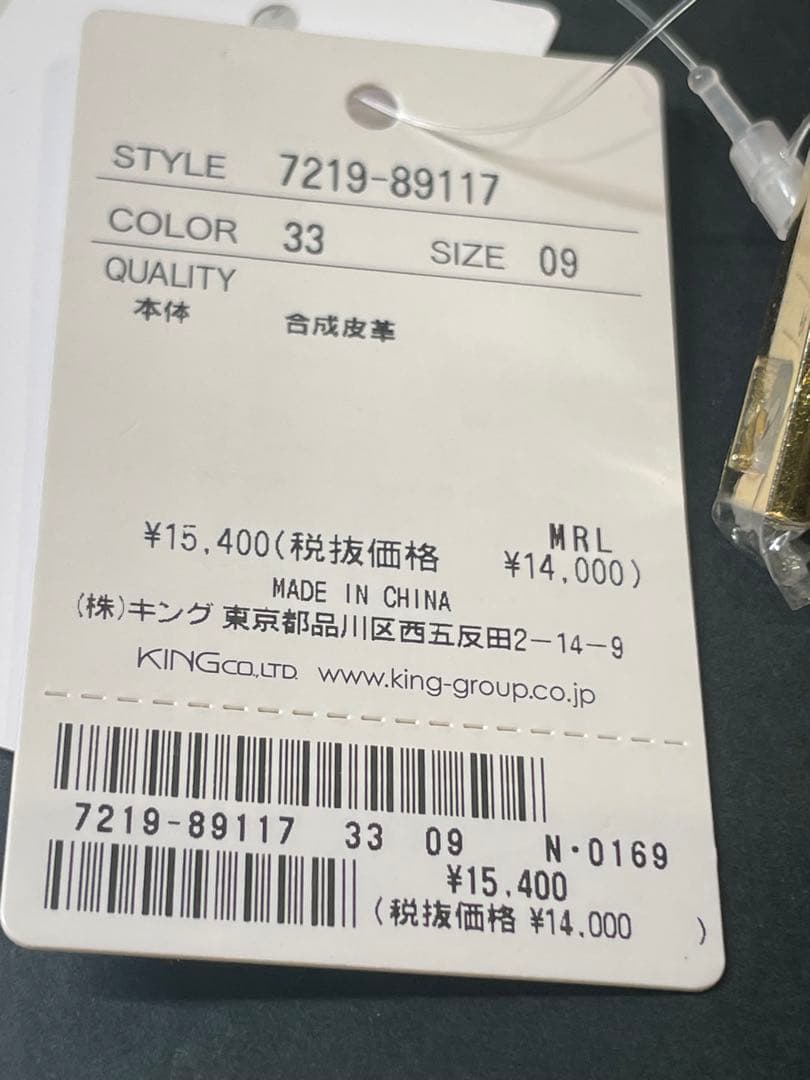 STYLE 7219-89117
COLOR 33 SIZE 09
QUALITY
本体 合成皮革
MRL
¥15,400(税抜価格 ¥14,000)
MADE IN CHINA
(株)キング 東京都品川区西五反田2-14-9
KING CO.,LTD. www.king-group.co.jp
7219-89117 33 09 N・0169
¥15,400
(税抜価格 ¥14,000 )